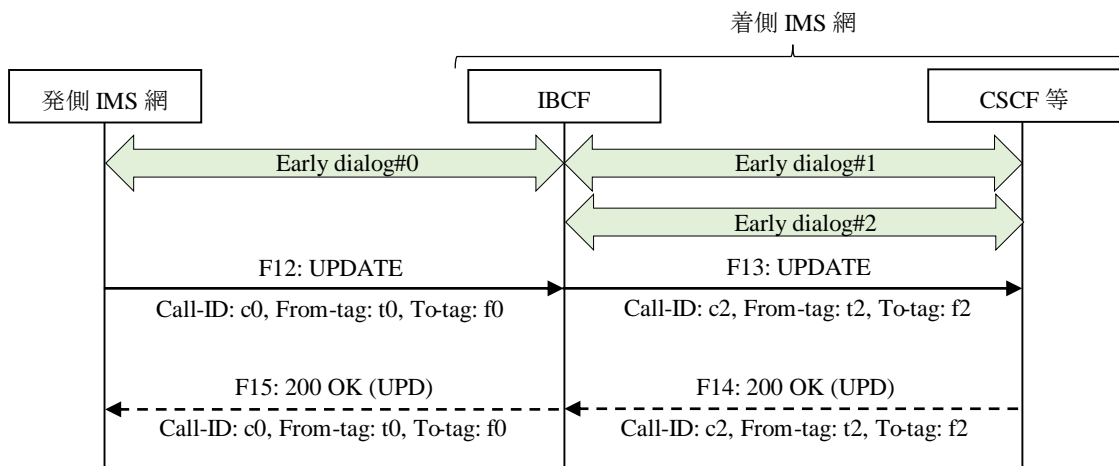 着側 IMS 網
発側 IMS 網
IBCF
CSCF 等
Early dialog#0
Early dialog#1
Early dialog#2
F12: UPDATE
F13: UPDATE
Call-ID: c0, From-tag: t0, To-tag: f0
Call-ID: c2, From-tag: t2, To-tag: f2
F15: 200 OK (UPD)
F14: 200 OK (UPD)
Call-ID: c0, From-tag: t0, To-tag: f0
Call-ID: c2, From-tag: t2, To-tag: f2